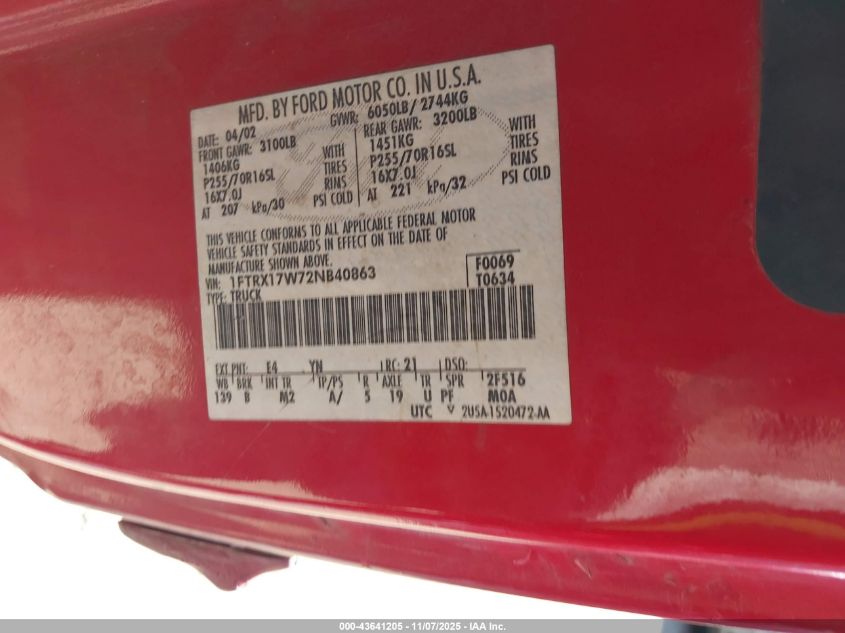 MFD. BY FORD MOTOR CO. IN U.S.A.
DATE: 04/02 GVWR: 6050LB/ 2744KG
FRONT GAWR: 3100LB REAR GAWR: 3200LB
1406KG WITH 1451KG WITH
P255/70R16SL TIRES P255/70R16SL TIRES
16X7.0J RIMS 16X7.0J RIMS
AT 207 kPa/30 PSI COLD AT 221 kPa/32 PSI COLD
THIS VEHICLE CONFORMS TO ALL APPLICABLE FEDERAL MOTOR
VEHICLE SAFETY STANDARDS IN EFFECT ON THE DATE OF
MANUFACTURE SHOWN ABOVE.
VIN: 1FTRX17W72NB40863 F0069
TYPE: TRUCK T0634
EXT PNT: E4 YN RC: 21 DSO:
WB BRK INT TR TP/PS R AXLE TR SPR 2F516
139 B M2 A/ 5 19 U PF MOA
UTC V 2U5A-1520472-AA
000-43641205 - 11/07/2025 - IAA Inc.